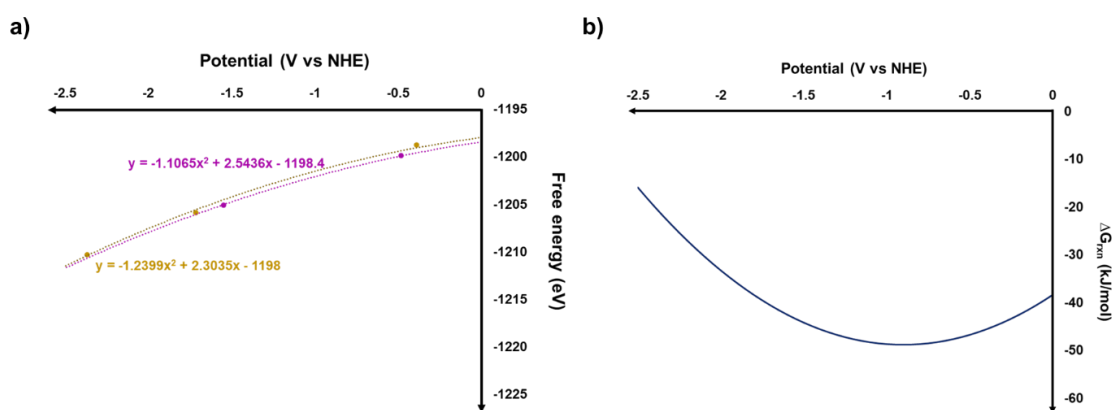 a)
Potential (V vs NHE)
-2.5 -2 -1.5 -1 -0.5 0
-1195
-1200
-1205
-1210
-1215
-1220
-1225
Free energy (eV)
y = -1.1065x² + 2.5436x - 1198.4
y = -1.2399x² + 2.3035x - 1198
b)
Potential (V vs NHE)
-2.5 -2 -1.5 -1 -0.5 0
0
-10
-20
-30
-40
-50
-60
ΔGrxn (kJ/mol)